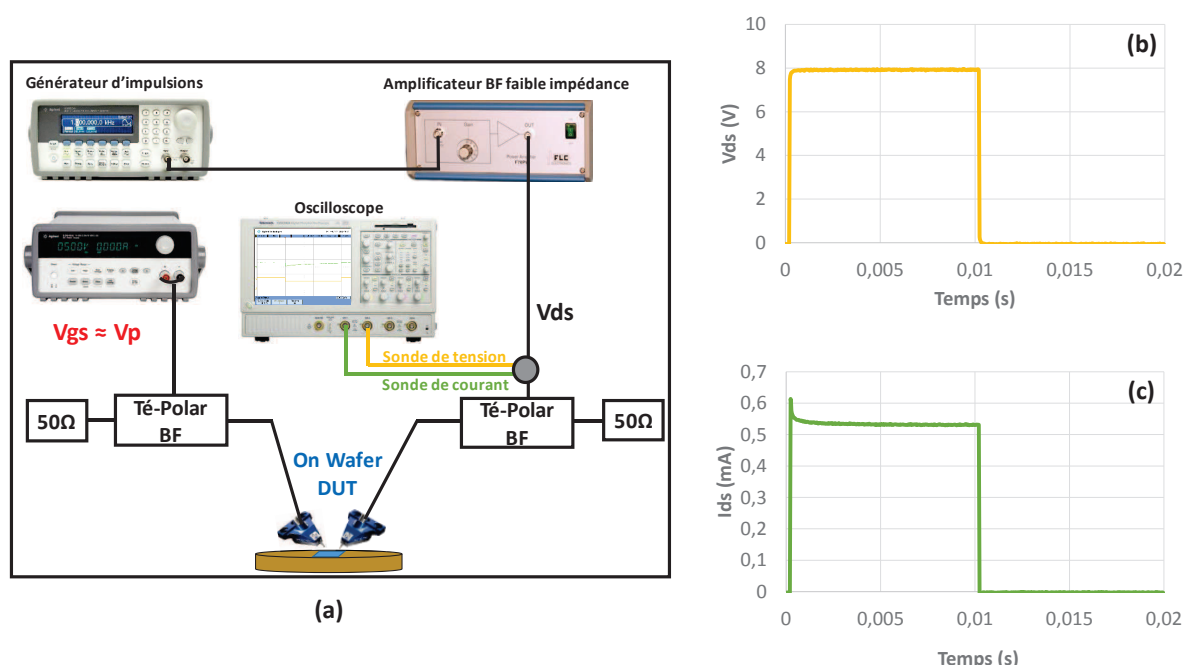 Générateur d'impulsions
Amplificateur BF faible impédance
FLC
Oscilloscope
Vgs ≈ Vp
Vds
Sonde de tension
Sonde de courant
50Ω
Té-Polar
BF
Té-Polar
BF
50Ω
On Wafer
DUT
(a)
(b)
Vds (V)
10
8
6
4
2
0
0
0,005
0,01
0,015
0,02
Temps (s)
(c)
Ids (mA)
0,7
0,6
0,5
0,4
0,3
0,2
0,1
0
0
0,005
0,01
0,015
0,02
Temps (s)